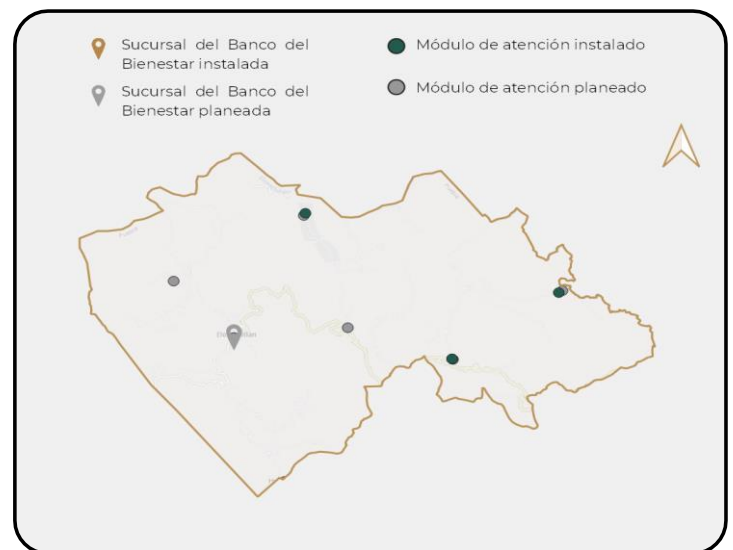 Sucursal del Banco del
Bienestar instalada
Módulo de atención instalado
Sucursal del Banco del
Bienestar planeada
Módulo de atención planeado